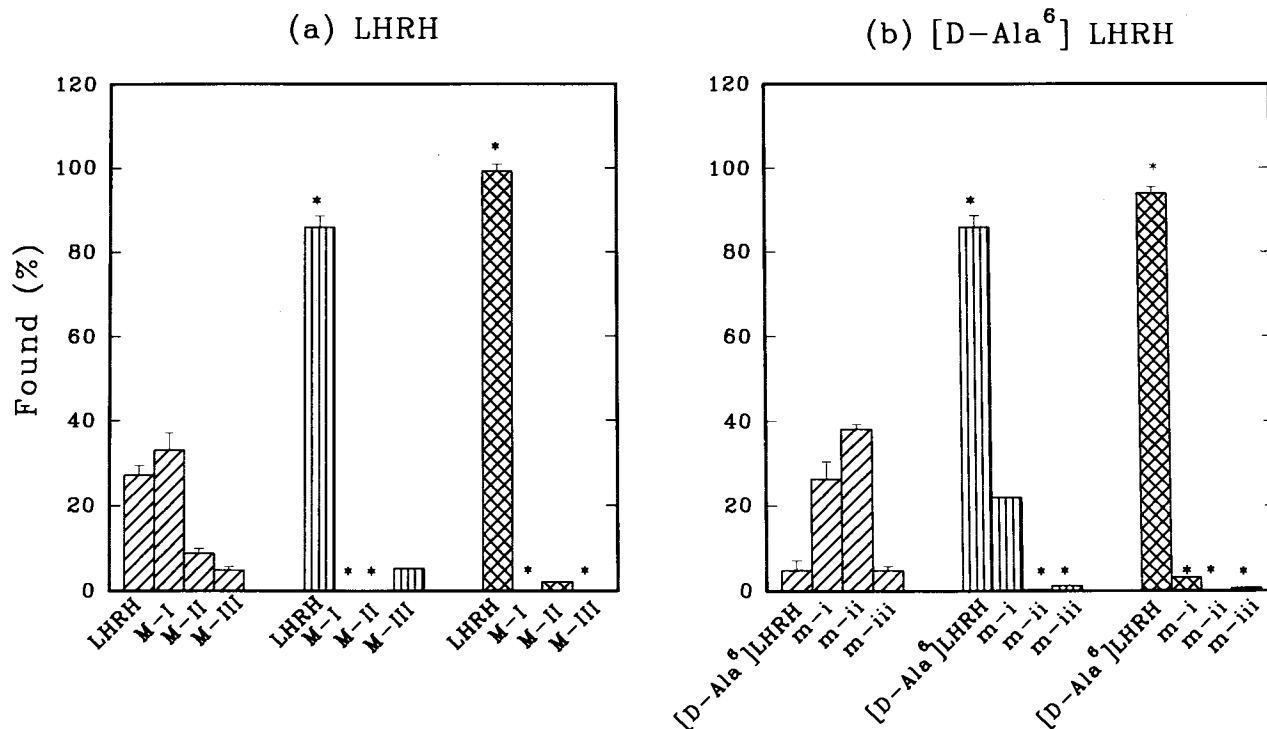 (a) LHRH
(b) [D-Ala⁶] LHRH
Found (%)
120
100
80
60
40
20
0
* * * * * *
LHRH M-I M-II M-III LHRH M-I M-II M-III LHRH M-I M-II M-III
120
100
80
60
40
20
0
* * * * * * *
[D-Ala⁶]LHRH m-i m-ii m-iii [D-Ala⁶]LHRH m-i m-ii m-iii [D-Ala⁶]LHRH m-i m-ii m-iii